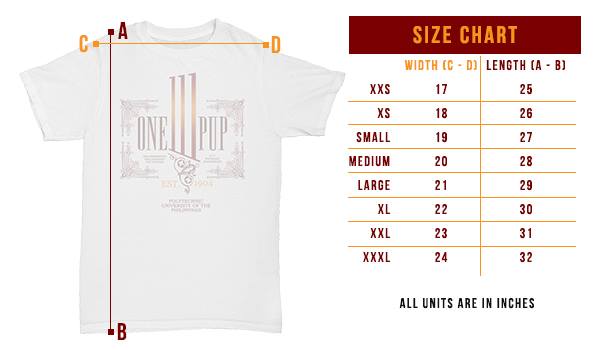 A
C
D
B
ONE PUP
EST. 1904
POLYTECHNIC
UNIVERSITY OF THE
PHILIPPINES
SIZE CHART
WIDTH (C - D) LENGTH (A - B)
XXS 17 25
XS 18 26
SMALL 19 27
MEDIUM 20 28
LARGE 21 29
XL 22 30
XXL 23 31
XXXL 24 32
ALL UNITS ARE IN INCHES